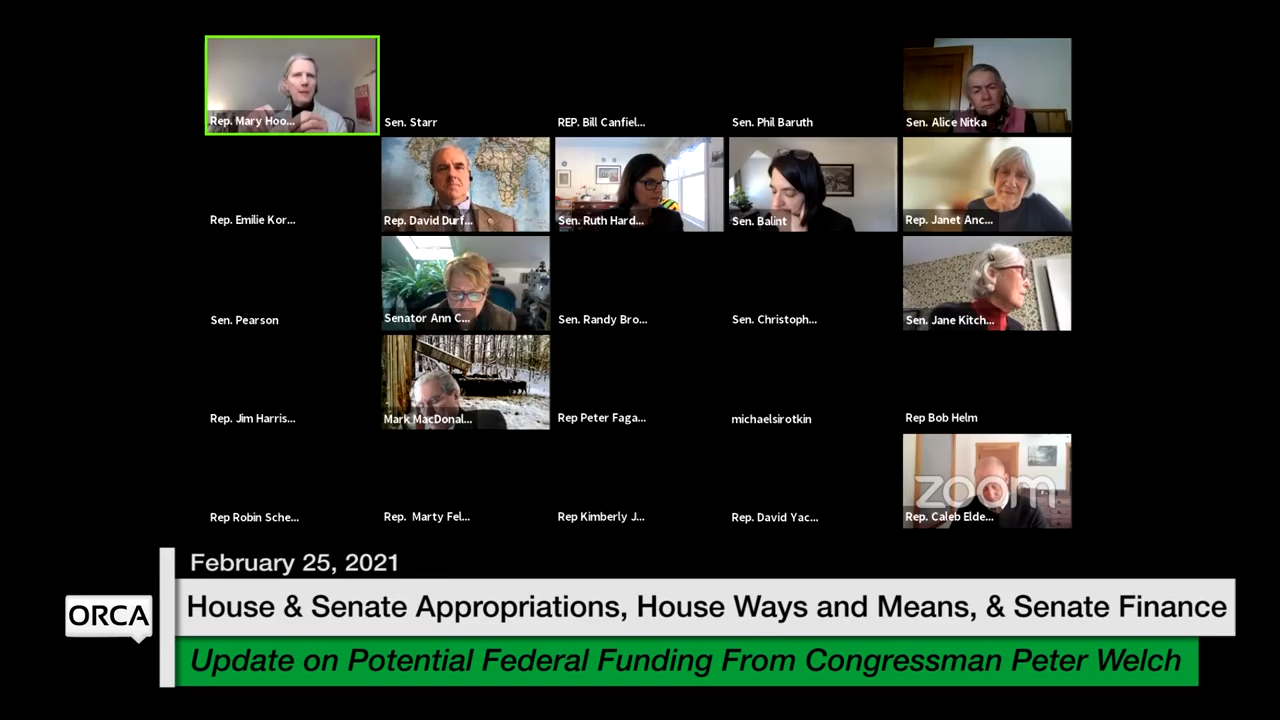 Rep. Mary Hoo...
Sen. Starr
REP. Bill Canfiel...
Sen. Phil Baruth
Sen. Alice Nitka
Rep. Emilie Kor...
Rep. David Durf...
Sen. Ruth Hard...
Sen. Balint
Rep. Janet Anc...
Sen. Pearson
Senator Ann C...
Sen. Randy Bro...
Sen. Christoph...
Sen. Jane Kitch...
Rep. Jim Harris...
Mark MacDonal...
Rep Peter Faga...
michaelsirotkin
Rep Bob Helm
Rep Robin Sche...
Rep. Marty Fel...
Rep Kimberly J...
Rep. David Yac...
zoom
Rep. Caleb Elde...
February 25, 2021
ORCA
House & Senate Appropriations, House Ways and Means, & Senate Finance
Update on Potential Federal Funding From Congressman Peter Welch